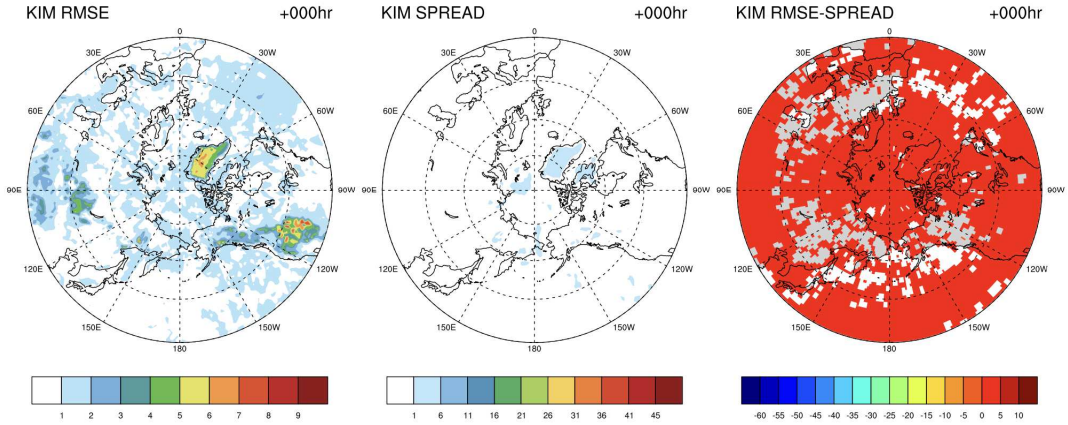 KIM RMSE +000hr
0
30E 30W
60E 60W
90E 90W
120E 120W
150E 150W
180
1 2 3 4 5 6 7 8 9
KIM SPREAD +000hr
0
30E 30W
60E 60W
90E 90W
120E 120W
150E 150W
180
1 6 11 16 21 26 31 36 41 45
KIM RMSE-SPREAD +000hr
0
30E 30W
60E 60W
90E 90W
120E 120W
150E 150W
180
-60 -55 -50 -45 -40 -35 -30 -25 -20 -15 -10 -5 0 5 10